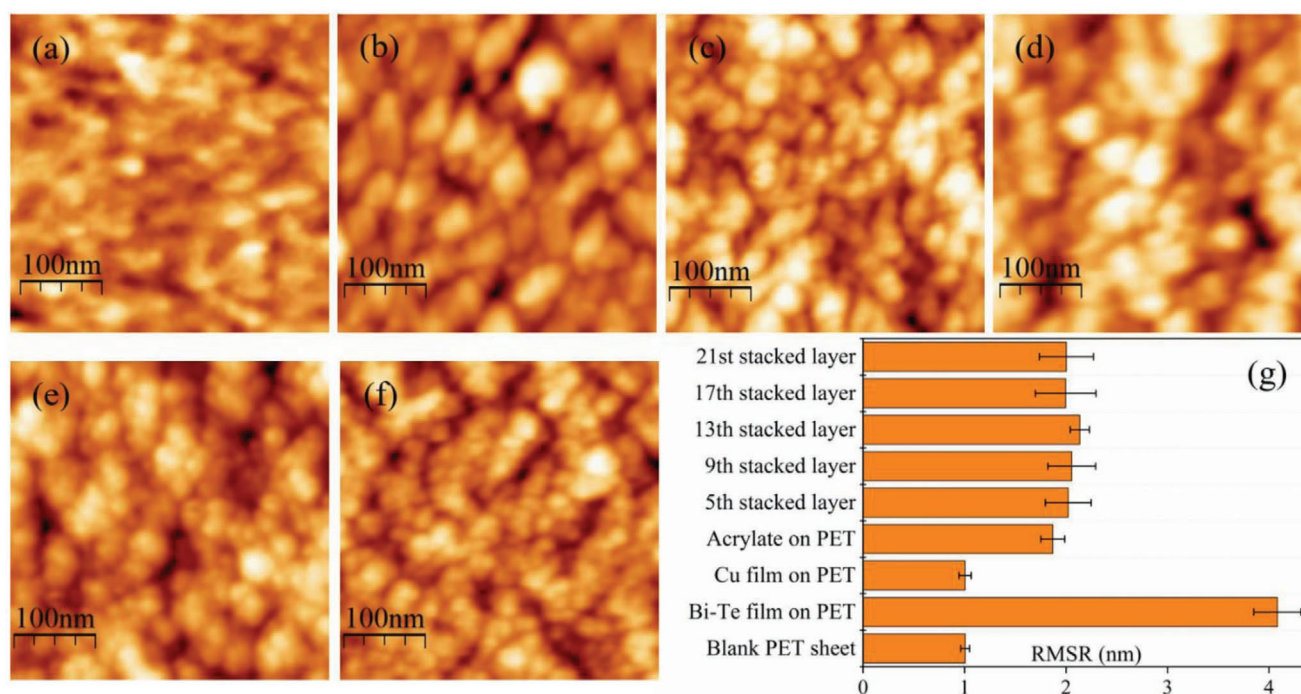 (a)
100nm
(b)
100nm
(c)
100nm
(d)
100nm
(e)
100nm
(f)
100nm
(g)
21st stacked layer
17th stacked layer
13th stacked layer
9th stacked layer
5th stacked layer
Acrylate on PET
Cu film on PET
Bi-Te film on PET
Blank PET sheet
RMSR (nm)
0 1 2 3 4